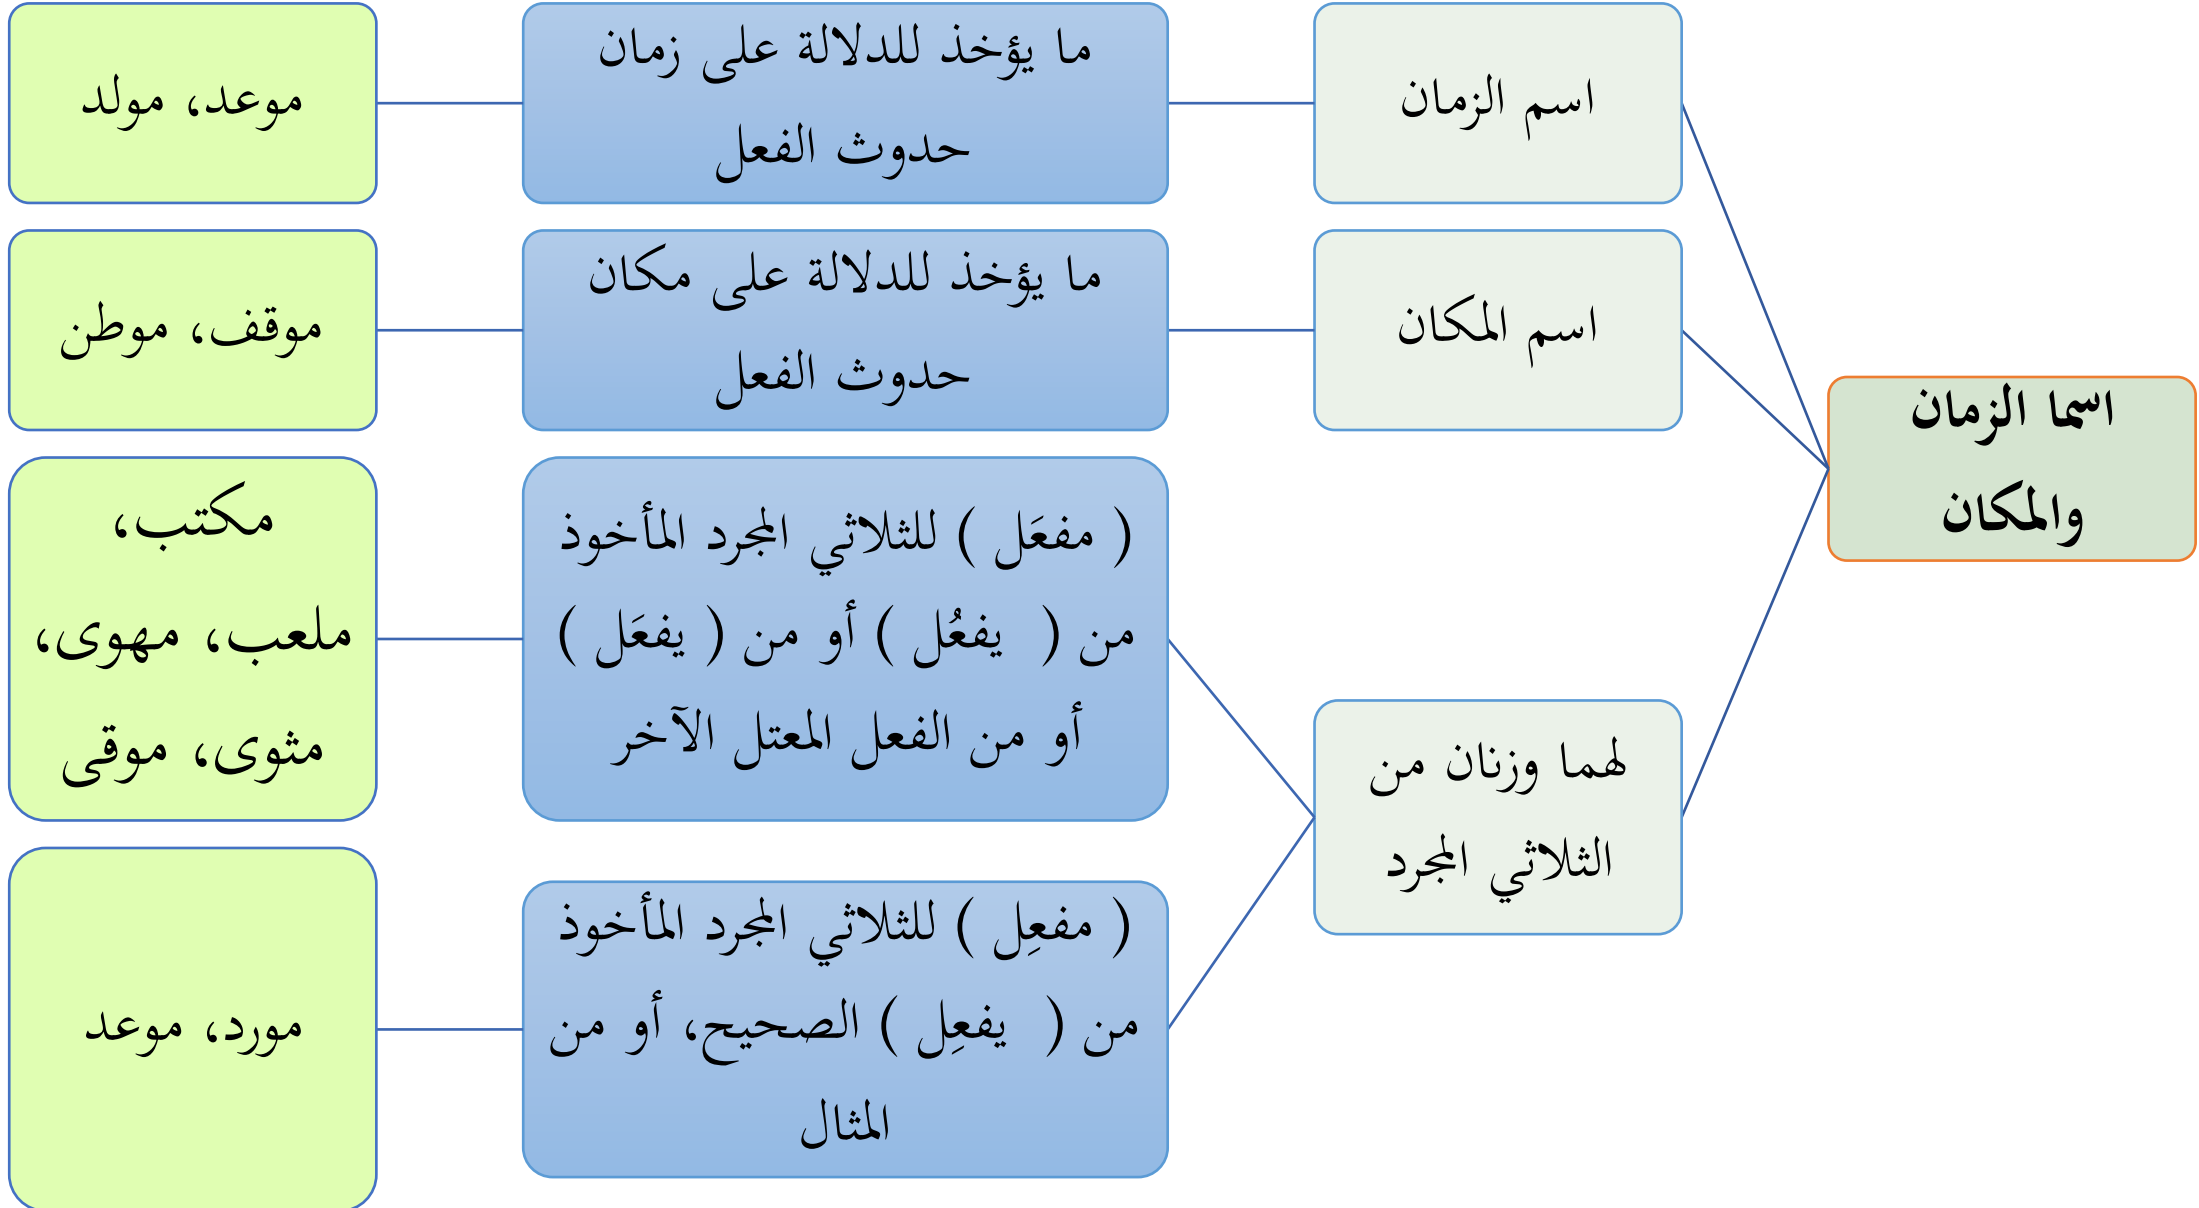 اسما الزمان
والمكان
اسم الزمان
ما يؤخذ للدلالة على زمان
حدوث الفعل
موعد، مولد
اسم المكان
ما يؤخذ للدلالة على مكان
حدوث الفعل
موقف، موطن
لهما وزنان من
الثلاثي المجرد
( مفعَل ) للثلاثي المجرد المأخوذ
من ( يفعُل ) أو من ( يفعَل )
أو من الفعل المعتل الآخر
مكتب،
ملعب، مهوى،
مثوى، موقى
( مفعِل ) للثلاثي المجرد المأخوذ
من ( يفعِل ) الصحيح، أو من
المثال
مورد، موعد